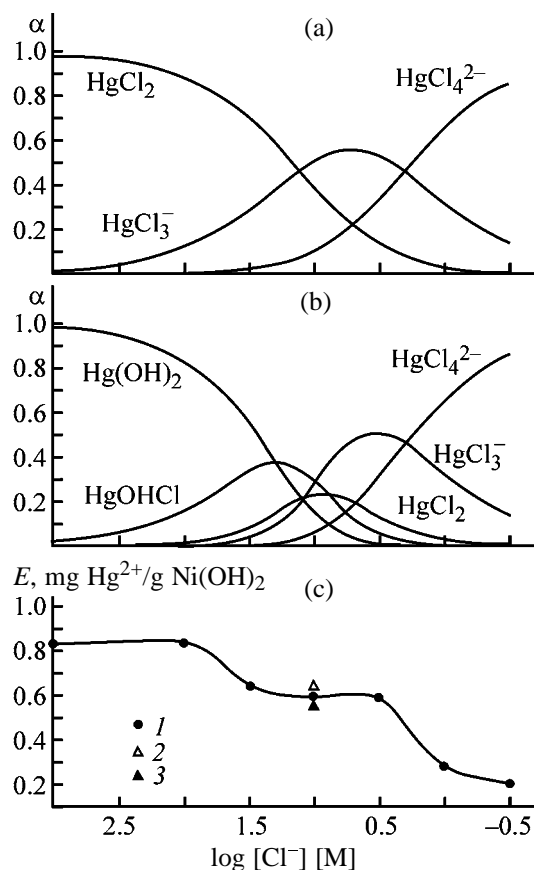 α
(a)
1.0
HgCl₂
HgCl₄²⁻
0.8
0.6
0.4
HgCl₃⁻
0.2
α
(b)
1.0
Hg(OH)₂
HgCl₄²⁻
0.8
0.6
HgCl₃⁻
0.4
HgOHCl
HgCl₂
0.2
E, mg Hg²⁺/g Ni(OH)₂
(c)
1.0
0.8
0.6
1
0.4
2
3
0.2
2.5 1.5 1.0 0.5 −0.5
log [Cl⁻] [M]